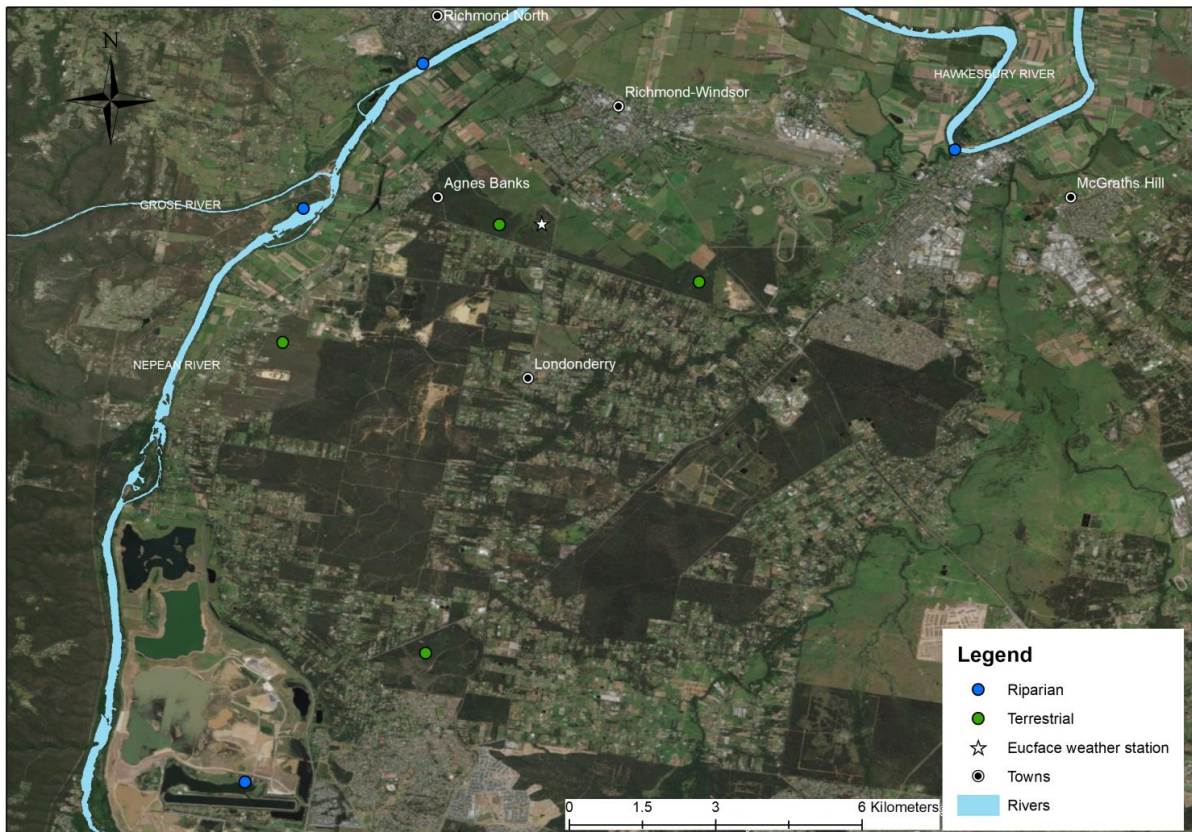 Richmond North
N
HAWKESBURY RIVER
Richmond-Windsor
Agnes Banks
McGraths Hill
GROSE RIVER
NEPEAN RIVER
Londonderry
Legend
Riparian
Terrestrial
Eucface weather station
Towns
Rivers
0 1.5 3 6 Kilometers